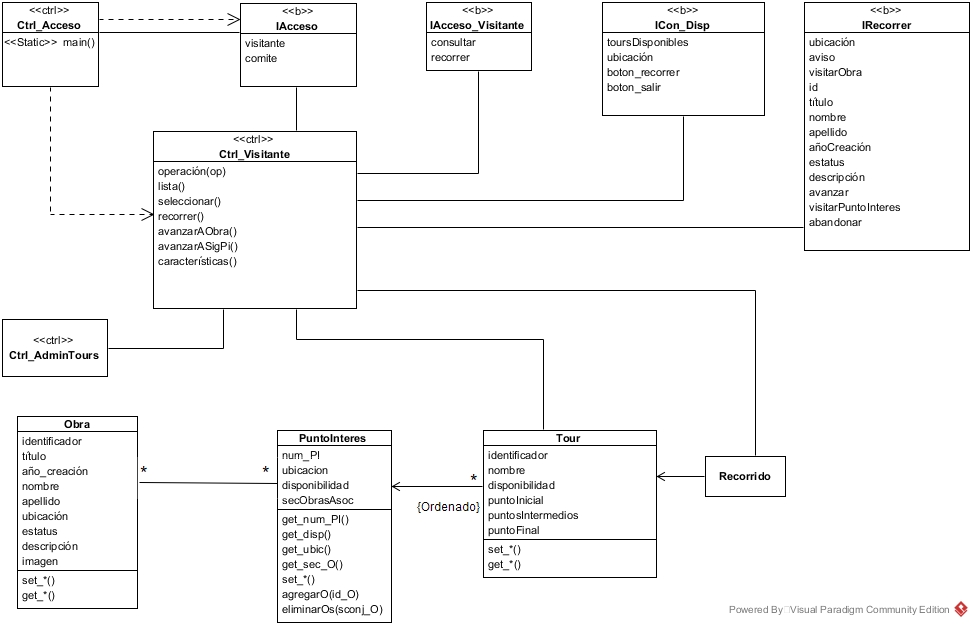 <<ctrl>>
Ctrl_Acceso
<<Static>> main()
<<b>>
IAcceso
visitante
comite
<<b>>
IAcceso_Visitante
consultar
recorrer
<<b>>
ICon_Disp
toursDisponibles
ubicación
boton_recorrer
boton_salir
<<b>>
IRecorrer
ubicación
aviso
visitarObra
id
título
nombre
apellido
añoCreación
estatus
descripción
avanzar
visitarPuntoInteres
abandonar
<<ctrl>>
Ctrl_Visitante
operación(op)
lista()
seleccionar()
recorrer()
avanzarAObra()
avanzarASigPi()
características()
<<ctrl>>
Ctrl_AdminTours
Obra
identificador
título
año_creación
nombre
apellido
ubicación
estatus
descripción
imagen
set_*()
get_*()
*
*
PuntoInteres
num_PI
ubicacion
disponibilidad
secObrasAsoc
get_num_PI()
get_disp()
get_ubic()
get_sec_O()
set_*()
agregarO(id_O)
eliminarOs(sconj_O)
*
{Ordenado}
Tour
identificador
nombre
disponibilidad
puntoInicial
puntosIntermedios
puntoFinal
set_*()
get_*()
Recorrido
Powered By Visual Paradigm Community Edition